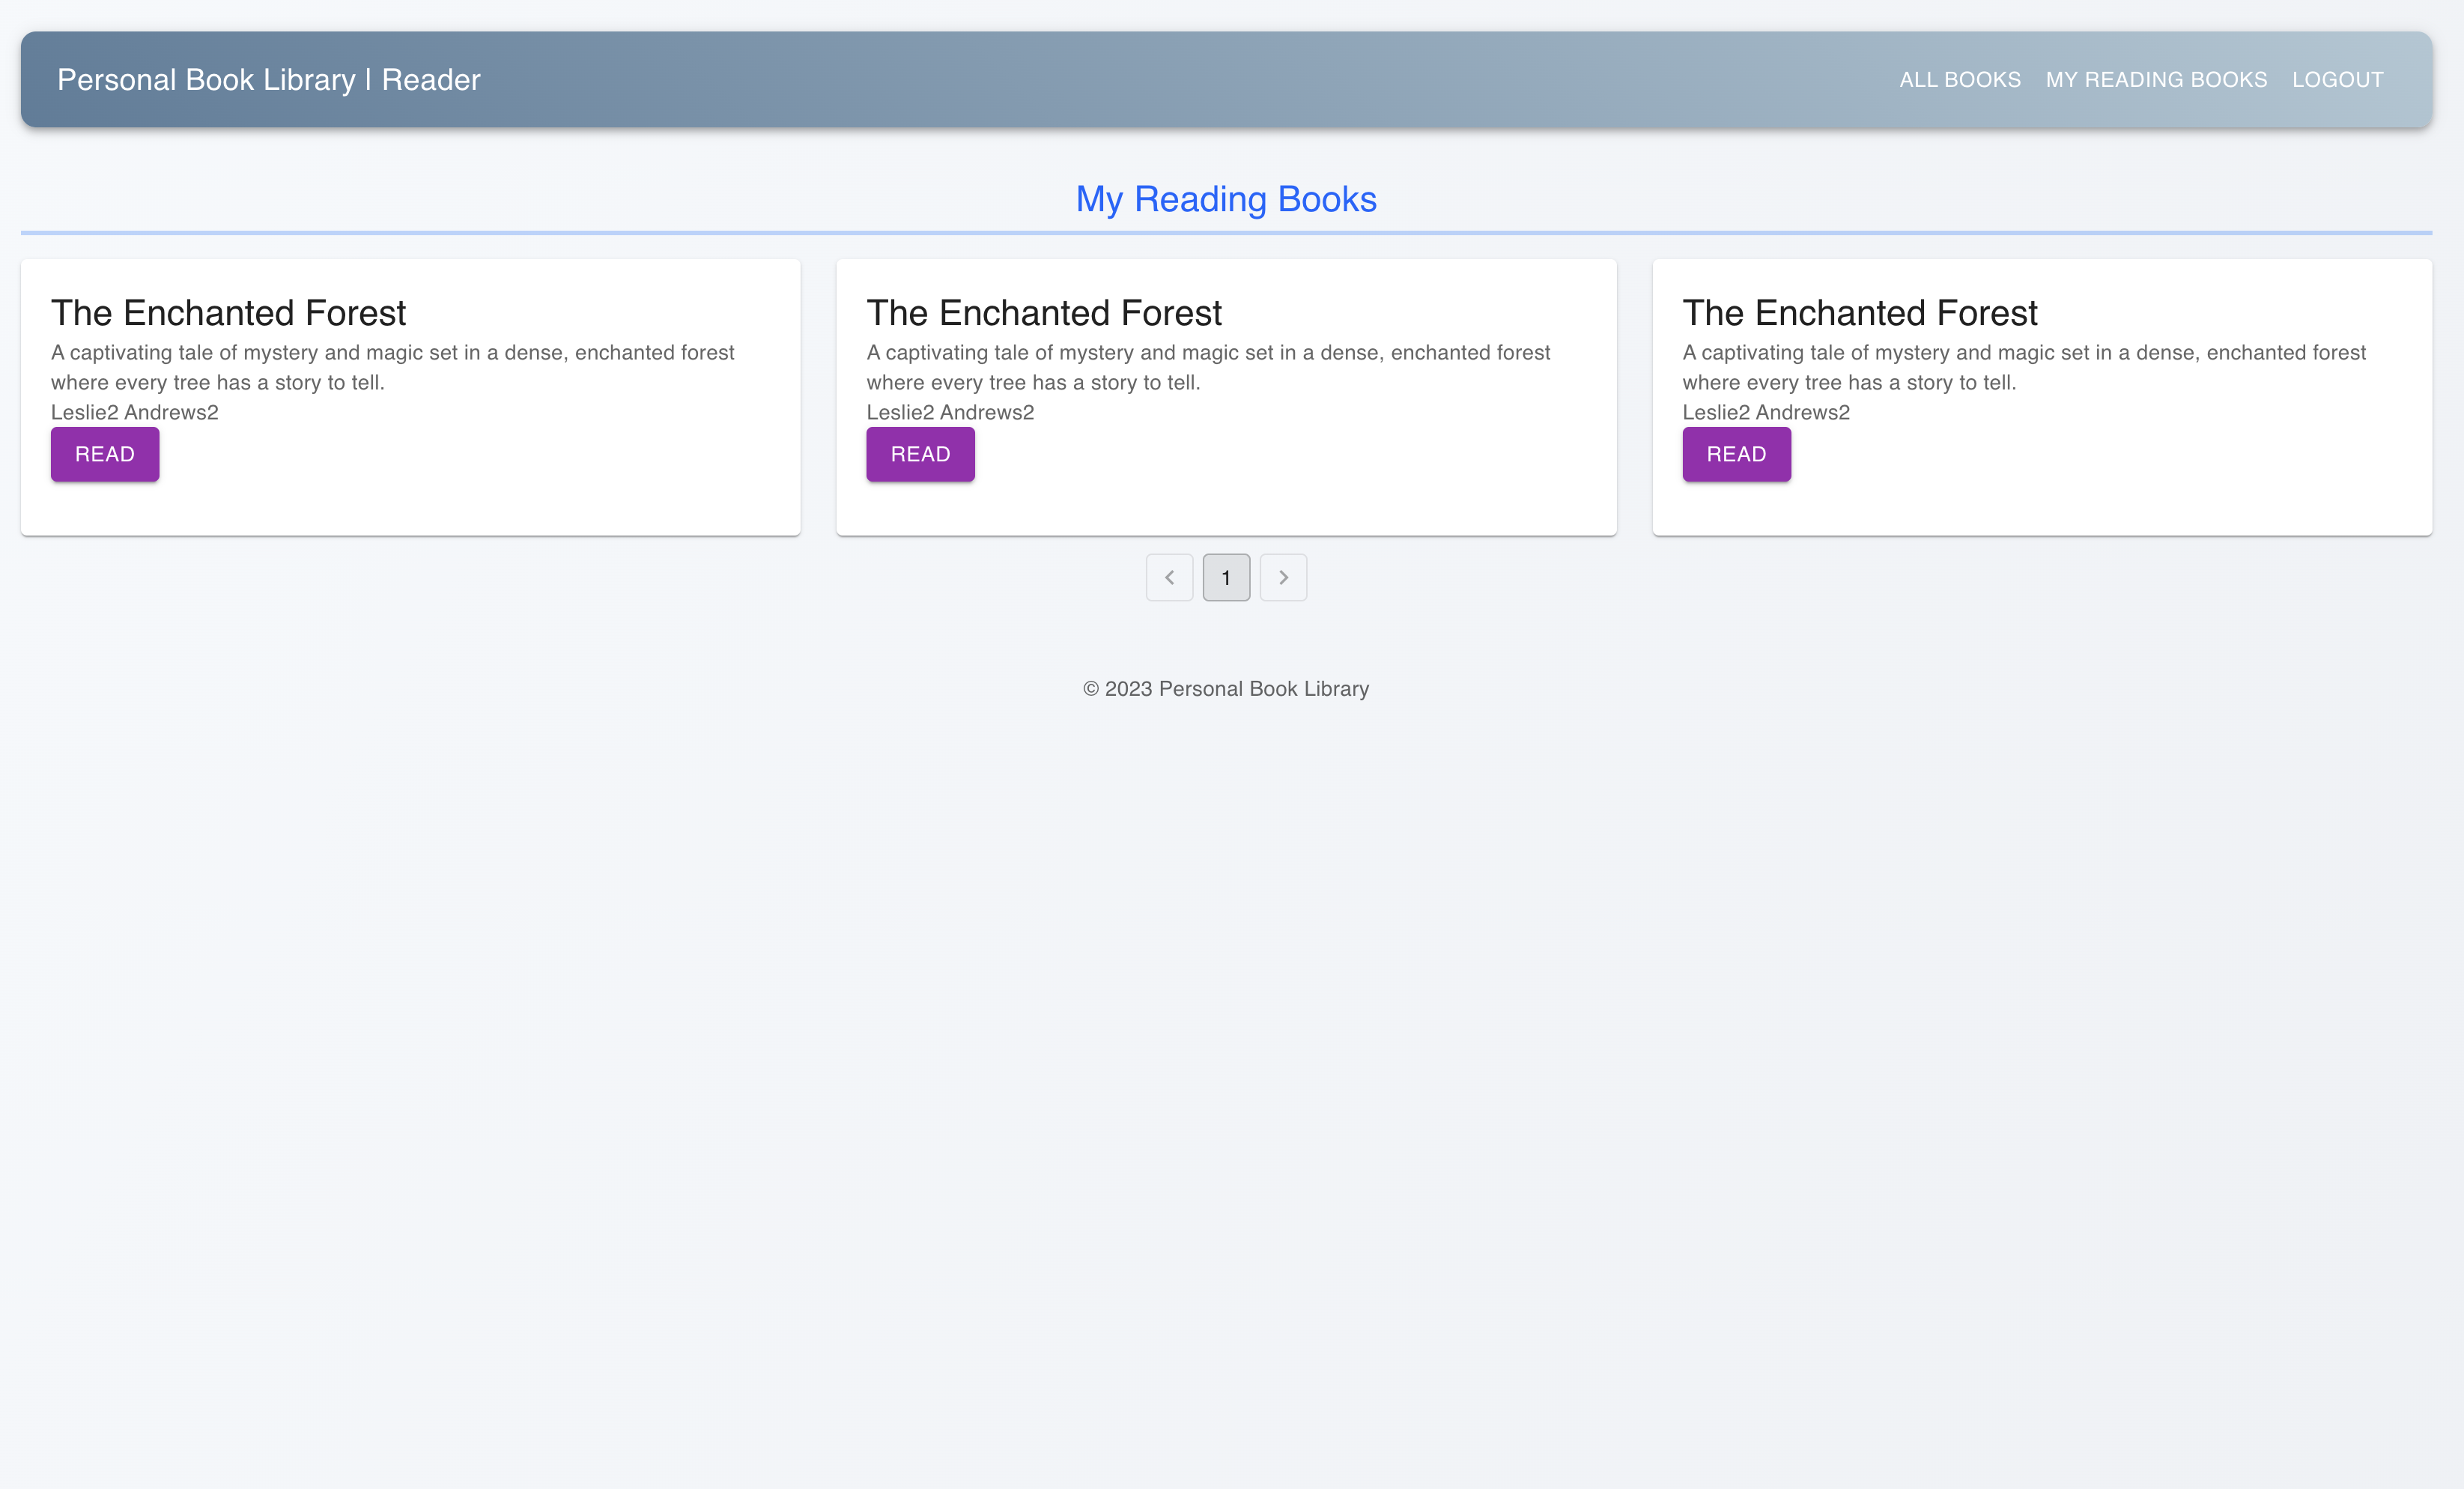 Personal Book Library | Reader
ALL BOOKS MY READING BOOKS LOGOUT
My Reading Books
The Enchanted Forest
A captivating tale of mystery and magic set in a dense, enchanted forest
where every tree has a story to tell.
Leslie2 Andrews2
READ
The Enchanted Forest
A captivating tale of mystery and magic set in a dense, enchanted forest
where every tree has a story to tell.
Leslie2 Andrews2
READ
The Enchanted Forest
A captivating tale of mystery and magic set in a dense, enchanted forest
where every tree has a story to tell.
Leslie2 Andrews2
READ
1
© 2023 Personal Book Library